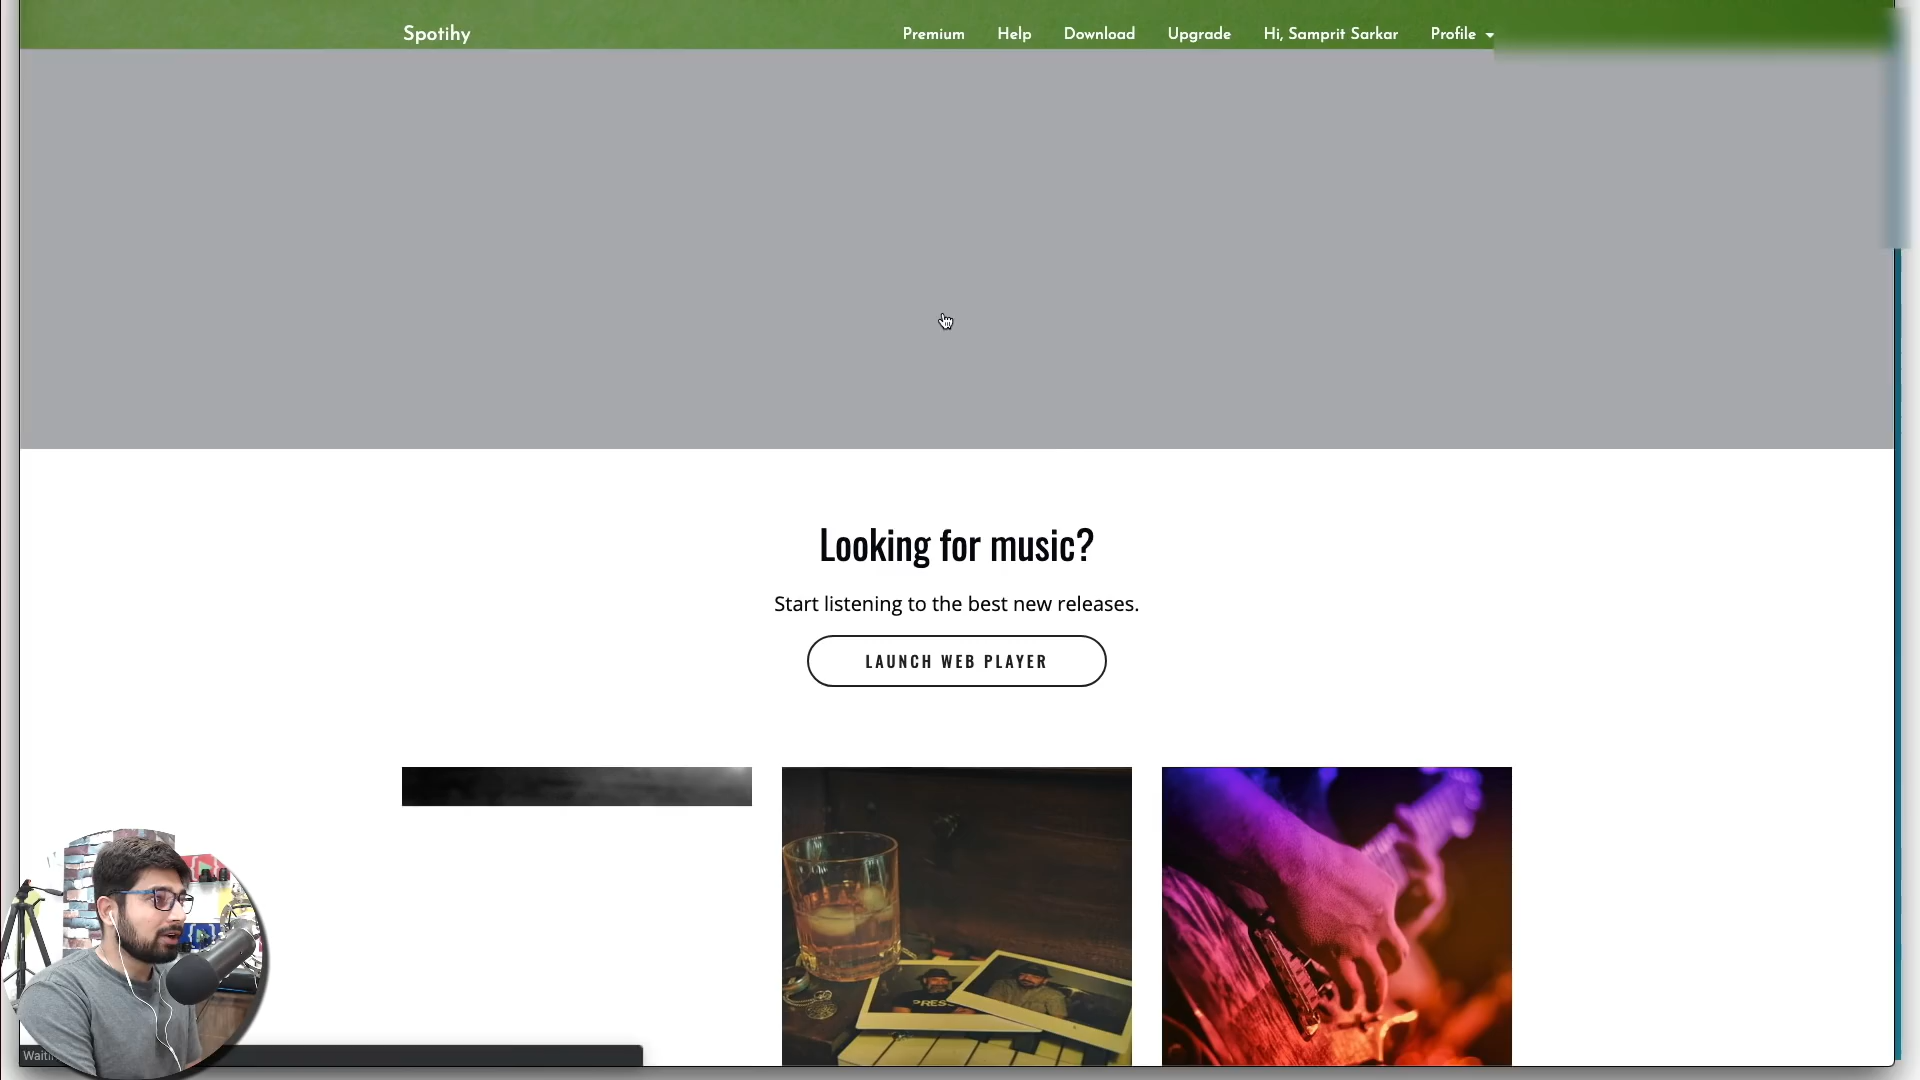 Spotihy
Premium
Help
Download
Upgrade
Hi, Samprit Sarkar
Profile
Looking for music?
Start listening to the best new releases.
LAUNCH WEB PLAYER
PRESS